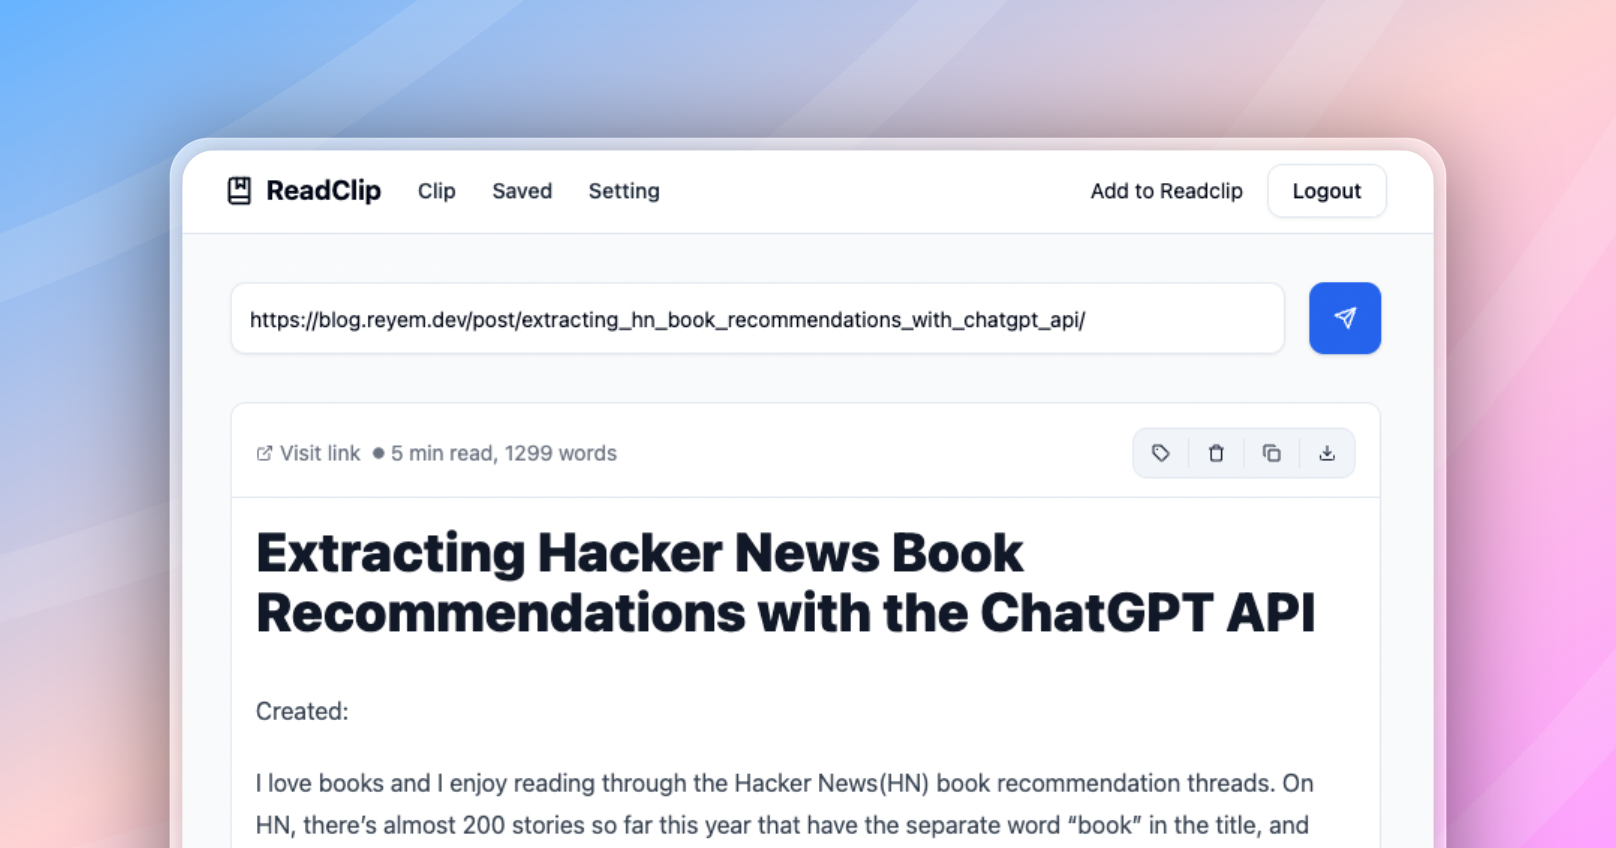 ReadClip Clip Saved Setting Add to Readclip Logout
https://blog.reyem.dev/post/extracting_hn_book_recommendations_with_chatgpt_api/
Visit link ● 5 min read, 1299 words
Extracting Hacker News Book
Recommendations with the ChatGPT API
Created:
I love books and I enjoy reading through the Hacker News(HN) book recommendation threads. On
HN, there’s almost 200 stories so far this year that have the separate word “book” in the title, and